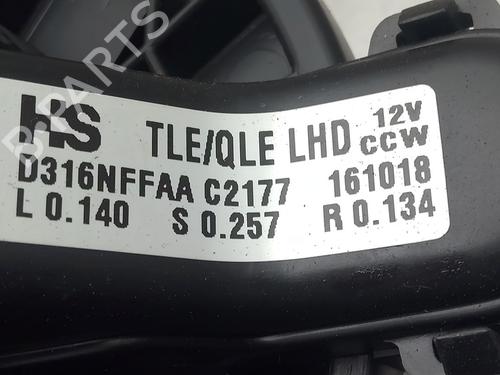 HS TLE/QLE LHD 12V CCW
D316NFFAA C2177 161018
L 0.140 S 0.257 R 0.134
B-PARTS